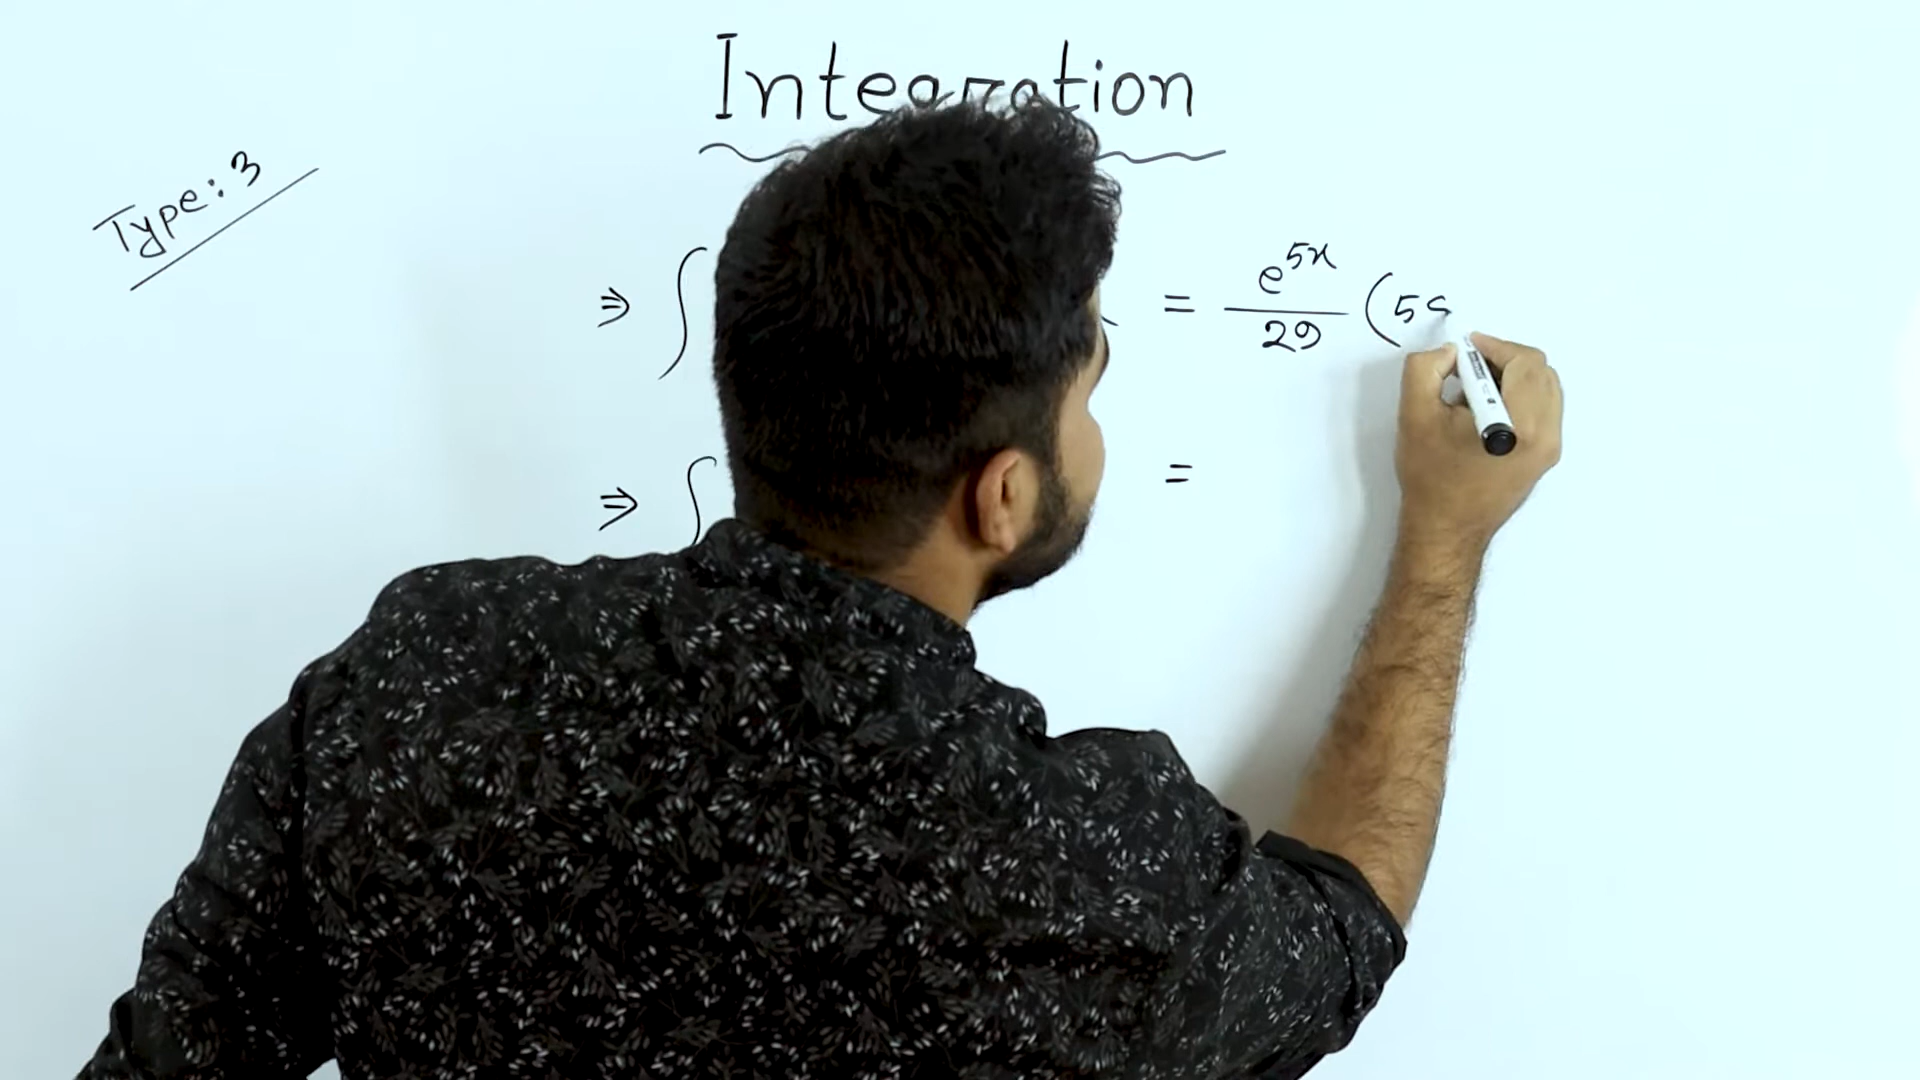 Integration
Type: 3
⇒ ∫ = e^{5x}/29 (5s
⇒ ∫ =